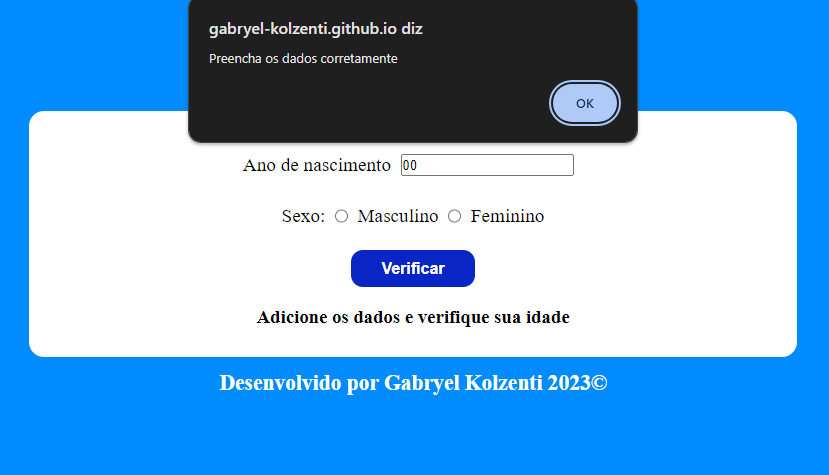 gabryel-kolzenti.github.io diz
Preencha os dados corretamente
OK
Ano de nascimento 00
Sexo: Masculino Feminino
Verificar
Adicione os dados e verifique sua idade
Desenvolvido por Gabryel Kolzenti 2023©